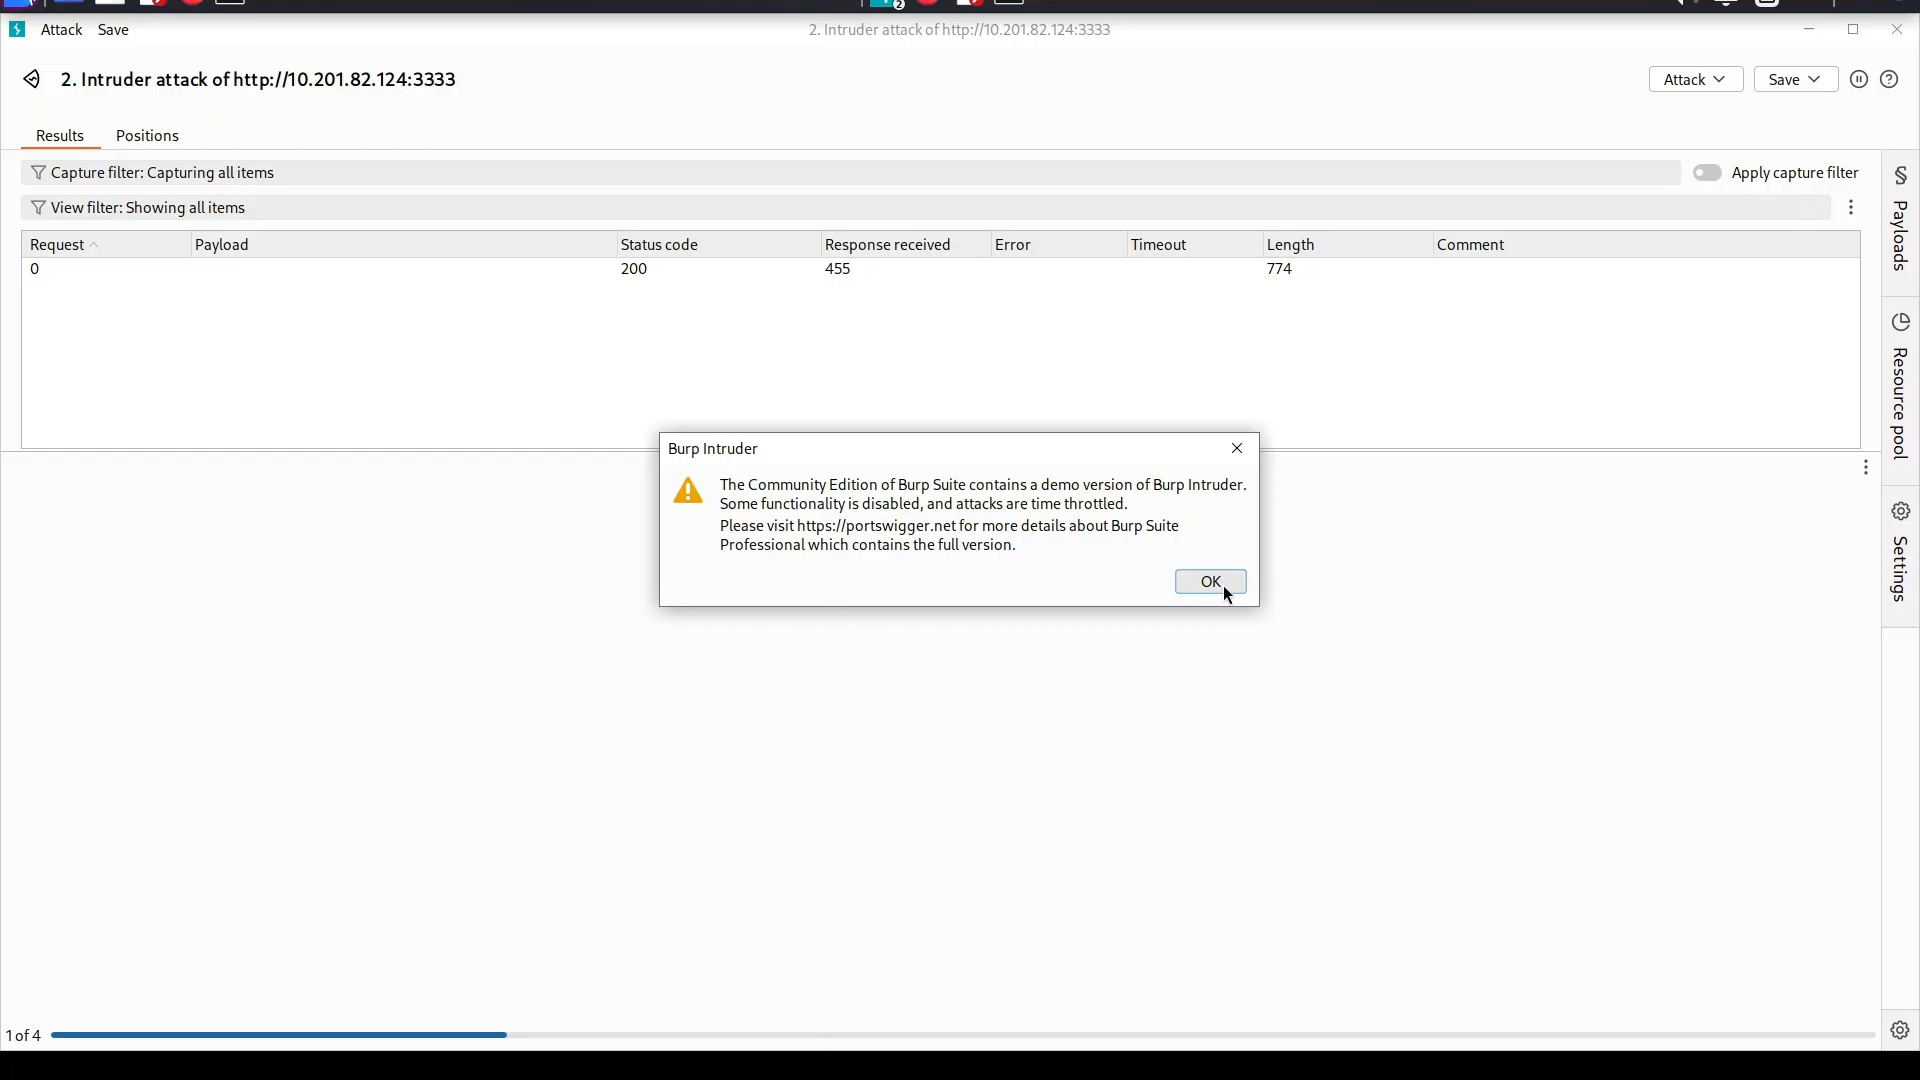 2
Attack Save 2. Intruder attack of http://10.201.82.124:3333
2. Intruder attack of http://10.201.82.124:3333 Attack Save
Results Positions
Capture filter: Capturing all items Apply capture filter
View filter: Showing all items
Request Payload Status code Response received Error Timeout Length Comment
0 200 455 774
Burp Intruder
The Community Edition of Burp Suite contains a demo version of Burp Intruder.
Some functionality is disabled, and attacks are time throttled.
Please visit https://portswigger.net for more details about Burp Suite
Professional which contains the full version.
OK
Payloads
Resource pool
Settings
1 of 4